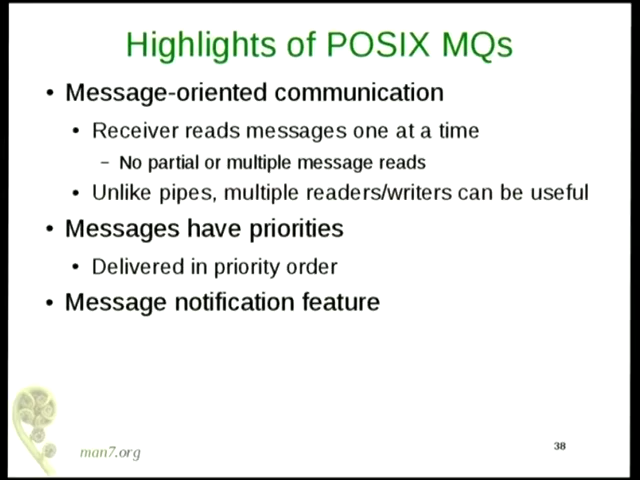 Highlights of POSIX MQs
• Message-oriented communication
• Receiver reads messages one at a time
– No partial or multiple message reads
• Unlike pipes, multiple readers/writers can be useful
• Messages have priorities
• Delivered in priority order
• Message notification feature
man7.org
38